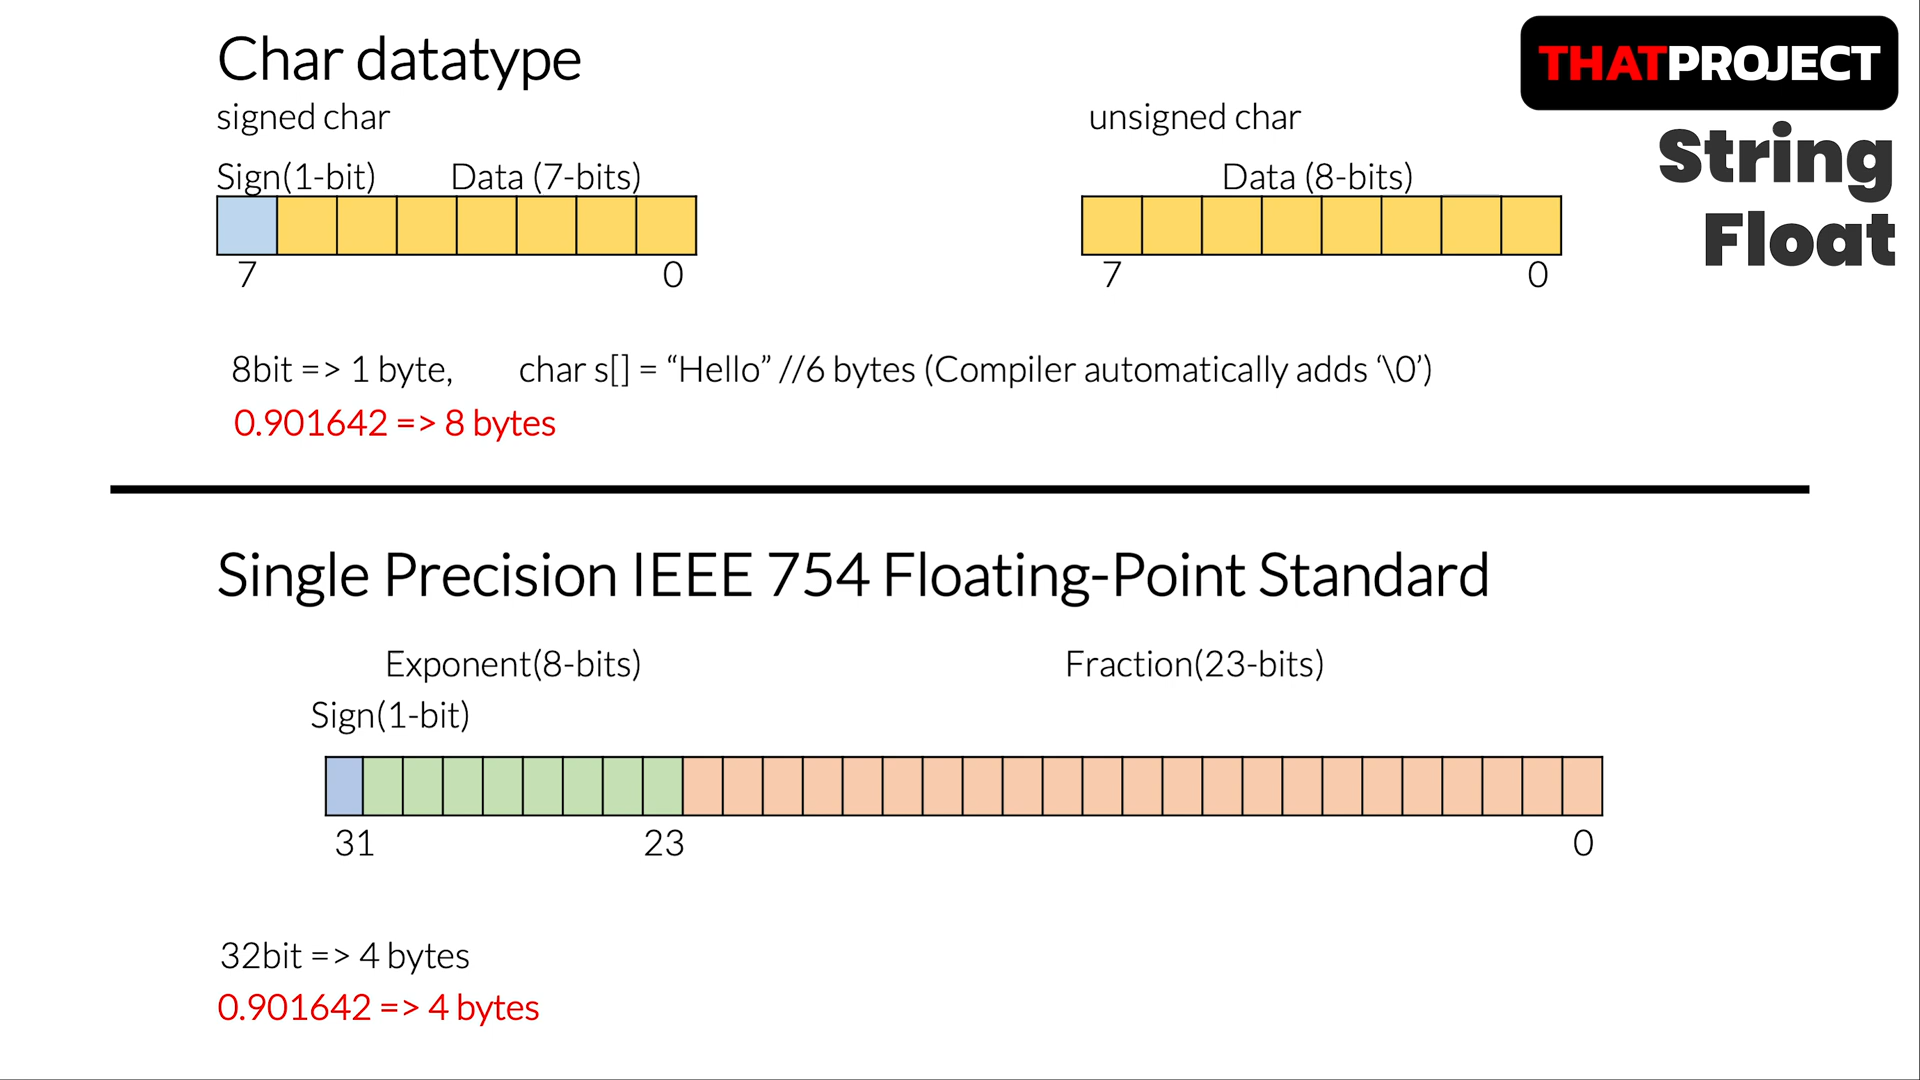 Char datatype
THATPROJECT
String
Float
signed char
unsigned char
Sign(1-bit)
Data (7-bits)
Data (8-bits)
7
0
7
0
8bit => 1 byte,
char s[] = “Hello” //6 bytes (Compiler automatically adds ‘\0’)
0.901642 => 8 bytes
Single Precision IEEE 754 Floating-Point Standard
Exponent(8-bits)
Fraction(23-bits)
Sign(1-bit)
31
23
0
32bit => 4 bytes
0.901642 => 4 bytes